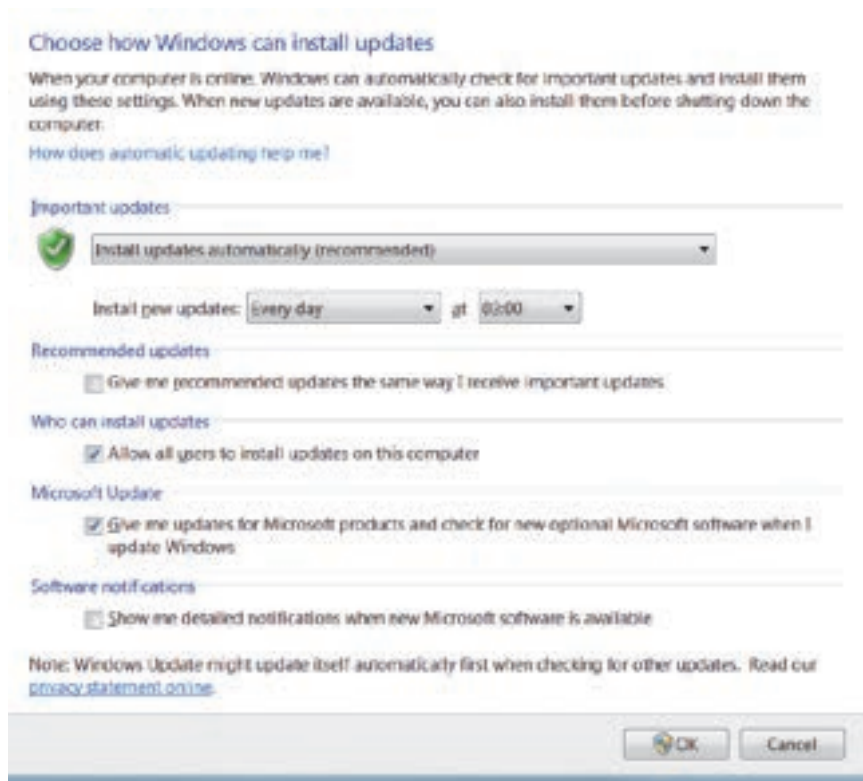 Choose how Windows can install updates
When your computer is online, Windows can automatically check for important updates and install them
using these settings. When new updates are available, you can also install them before shutting down the
computer.
How does automatic updating help me?
Important updates
Install updates automatically (recommended)
Install new updates: Every day at 03:00
Recommended updates
Give me recommended updates the same way I receive important updates
Who can install updates
Allow all users to install updates on this computer
Microsoft Update
Give me updates for Microsoft products and check for new optional Microsoft software when I
update Windows
Software notifications
Show me detailed notifications when new Microsoft software is available
Note: Windows Update might update itself automatically first when checking for other updates. Read our
privacy statement online.
OK Cancel